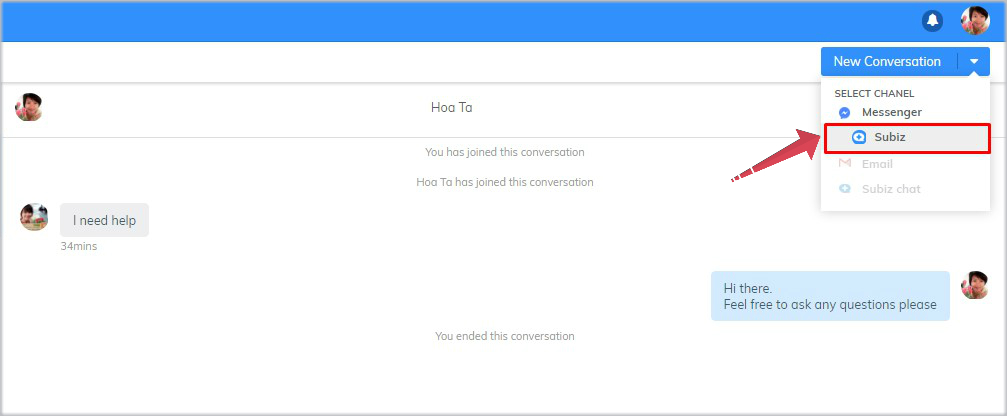 New Conversation
SELECT CHANEL
Messenger
Subiz
Email
Subiz chat
Hoa Ta
You has joined this conversation
Hoa Ta has joined this conversation
I need help
34mins
Hi there.
Feel free to ask any questions please
You ended this conversation